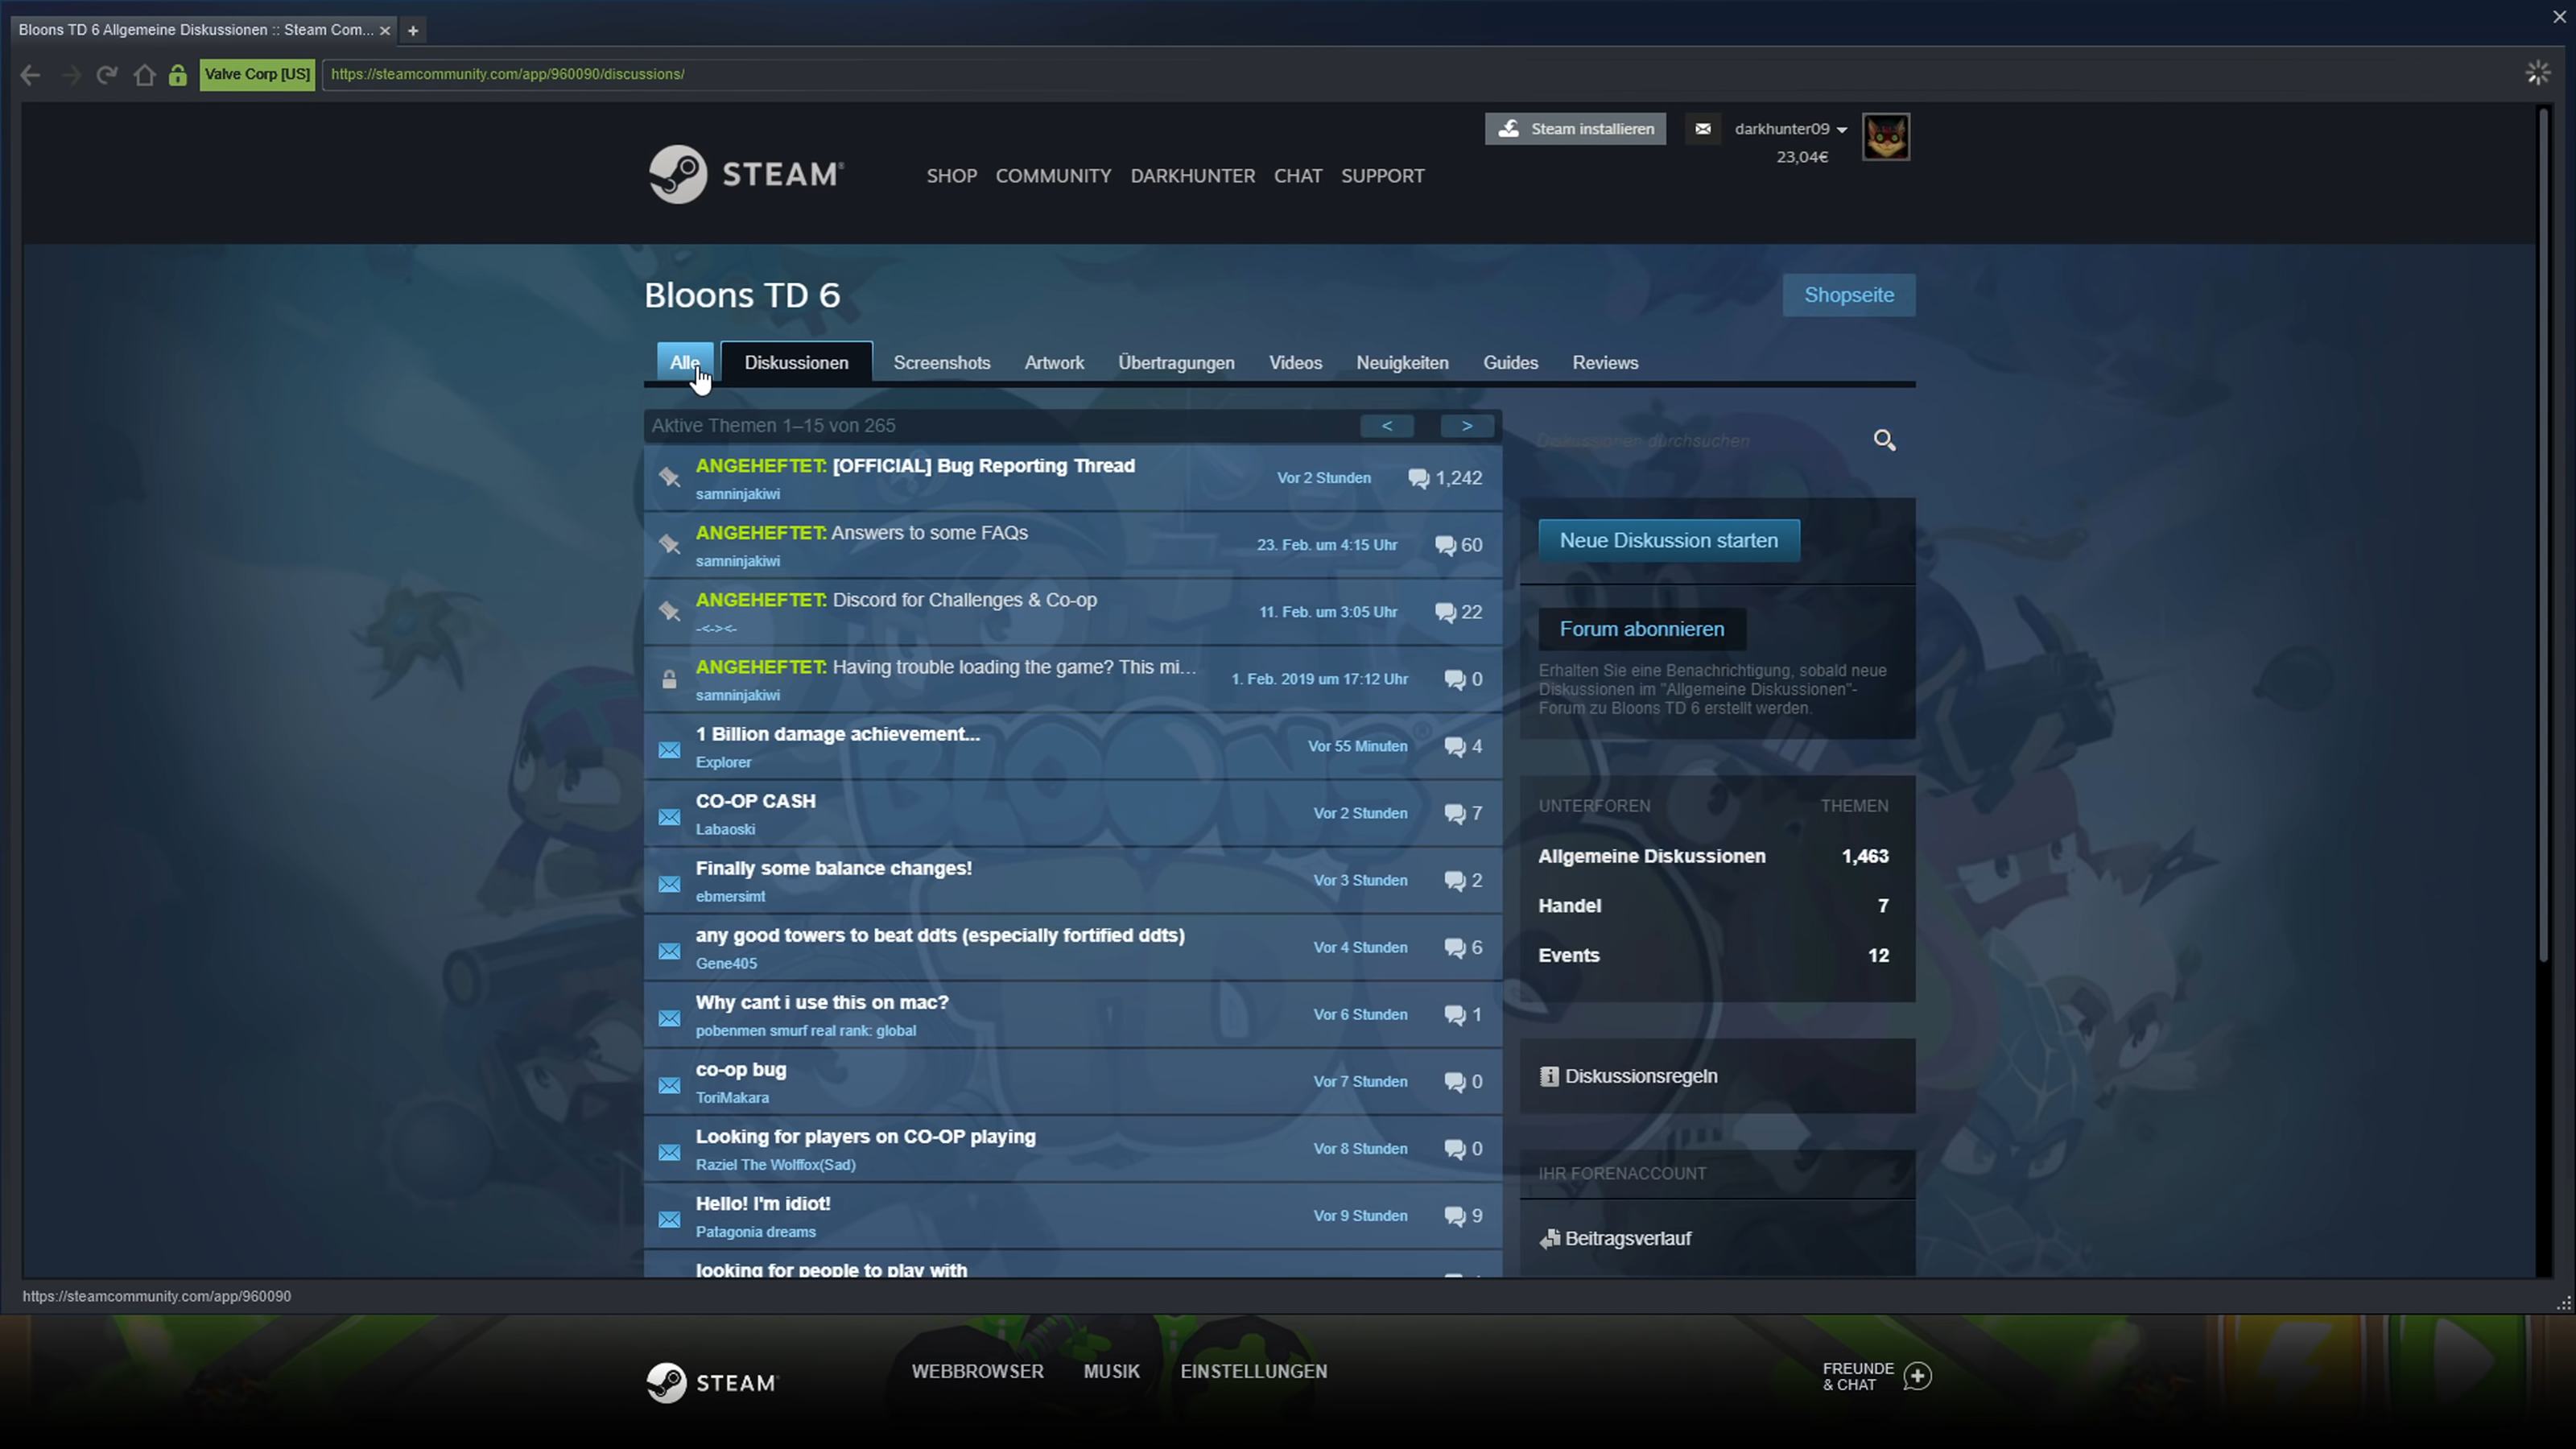 Bloons TD 6 Allgemeine Diskussionen :: Steam Com...
Valve Corp [US]
https://steamcommunity.com/app/960090/discussions/
Steam installieren
darkhunter09
23,04€
STEAM
SHOP COMMUNITY DARKHUNTER CHAT SUPPORT
Bloons TD 6
Shopseite
Alle Diskussionen Screenshots Artwork Übertragungen Videos Neuigkeiten Guides Reviews
Aktive Themen 1–15 von 265 < >
Diskussionen durchsuchen
ANGEHEFTET: [OFFICIAL] Bug Reporting Thread
samninjakiwi
Vor 2 Stunden 1,242
ANGEHEFTET: Answers to some FAQs
samninjakiwi
23. Feb. um 4:15 Uhr 60
ANGEHEFTET: Discord for Challenges & Co-op
-<-><-
11. Feb. um 3:05 Uhr 22
ANGEHEFTET: Having trouble loading the game? This mi...
samninjakiwi
1. Feb. 2019 um 17:12 Uhr 0
1 Billion damage achievement...
Explorer
Vor 55 Minuten 4
CO-OP CASH
Labaoski
Vor 2 Stunden 7
Finally some balance changes!
ebmersimt
Vor 3 Stunden 2
any good towers to beat ddts (especially fortified ddts)
Gene405
Vor 4 Stunden 6
Why cant i use this on mac?
pobenmen smurf real rank: global
Vor 6 Stunden 1
co-op bug
ToriMakara
Vor 7 Stunden 0
Looking for players on CO-OP playing
Raziel The Wolffox(Sad)
Vor 8 Stunden 0
Hello! I'm idiot!
Patagonia dreams
Vor 9 Stunden 9
looking for people to play with
Neue Diskussion starten
Forum abonnieren
Erhalten Sie eine Benachrichtigung, sobald neue
Diskussionen im "Allgemeine Diskussionen"-
Forum zu Bloons TD 6 erstellt werden.
UNTERFOREN THEMEN
Allgemeine Diskussionen 1,463
Handel 7
Events 12
Diskussionsregeln
IHR FORENACCOUNT
Beitragsverlauf
BLOONS
TD
https://steamcommunity.com/app/960090
STEAM
WEBBROWSER MUSIK EINSTELLUNGEN
FREUNDE
& CHAT